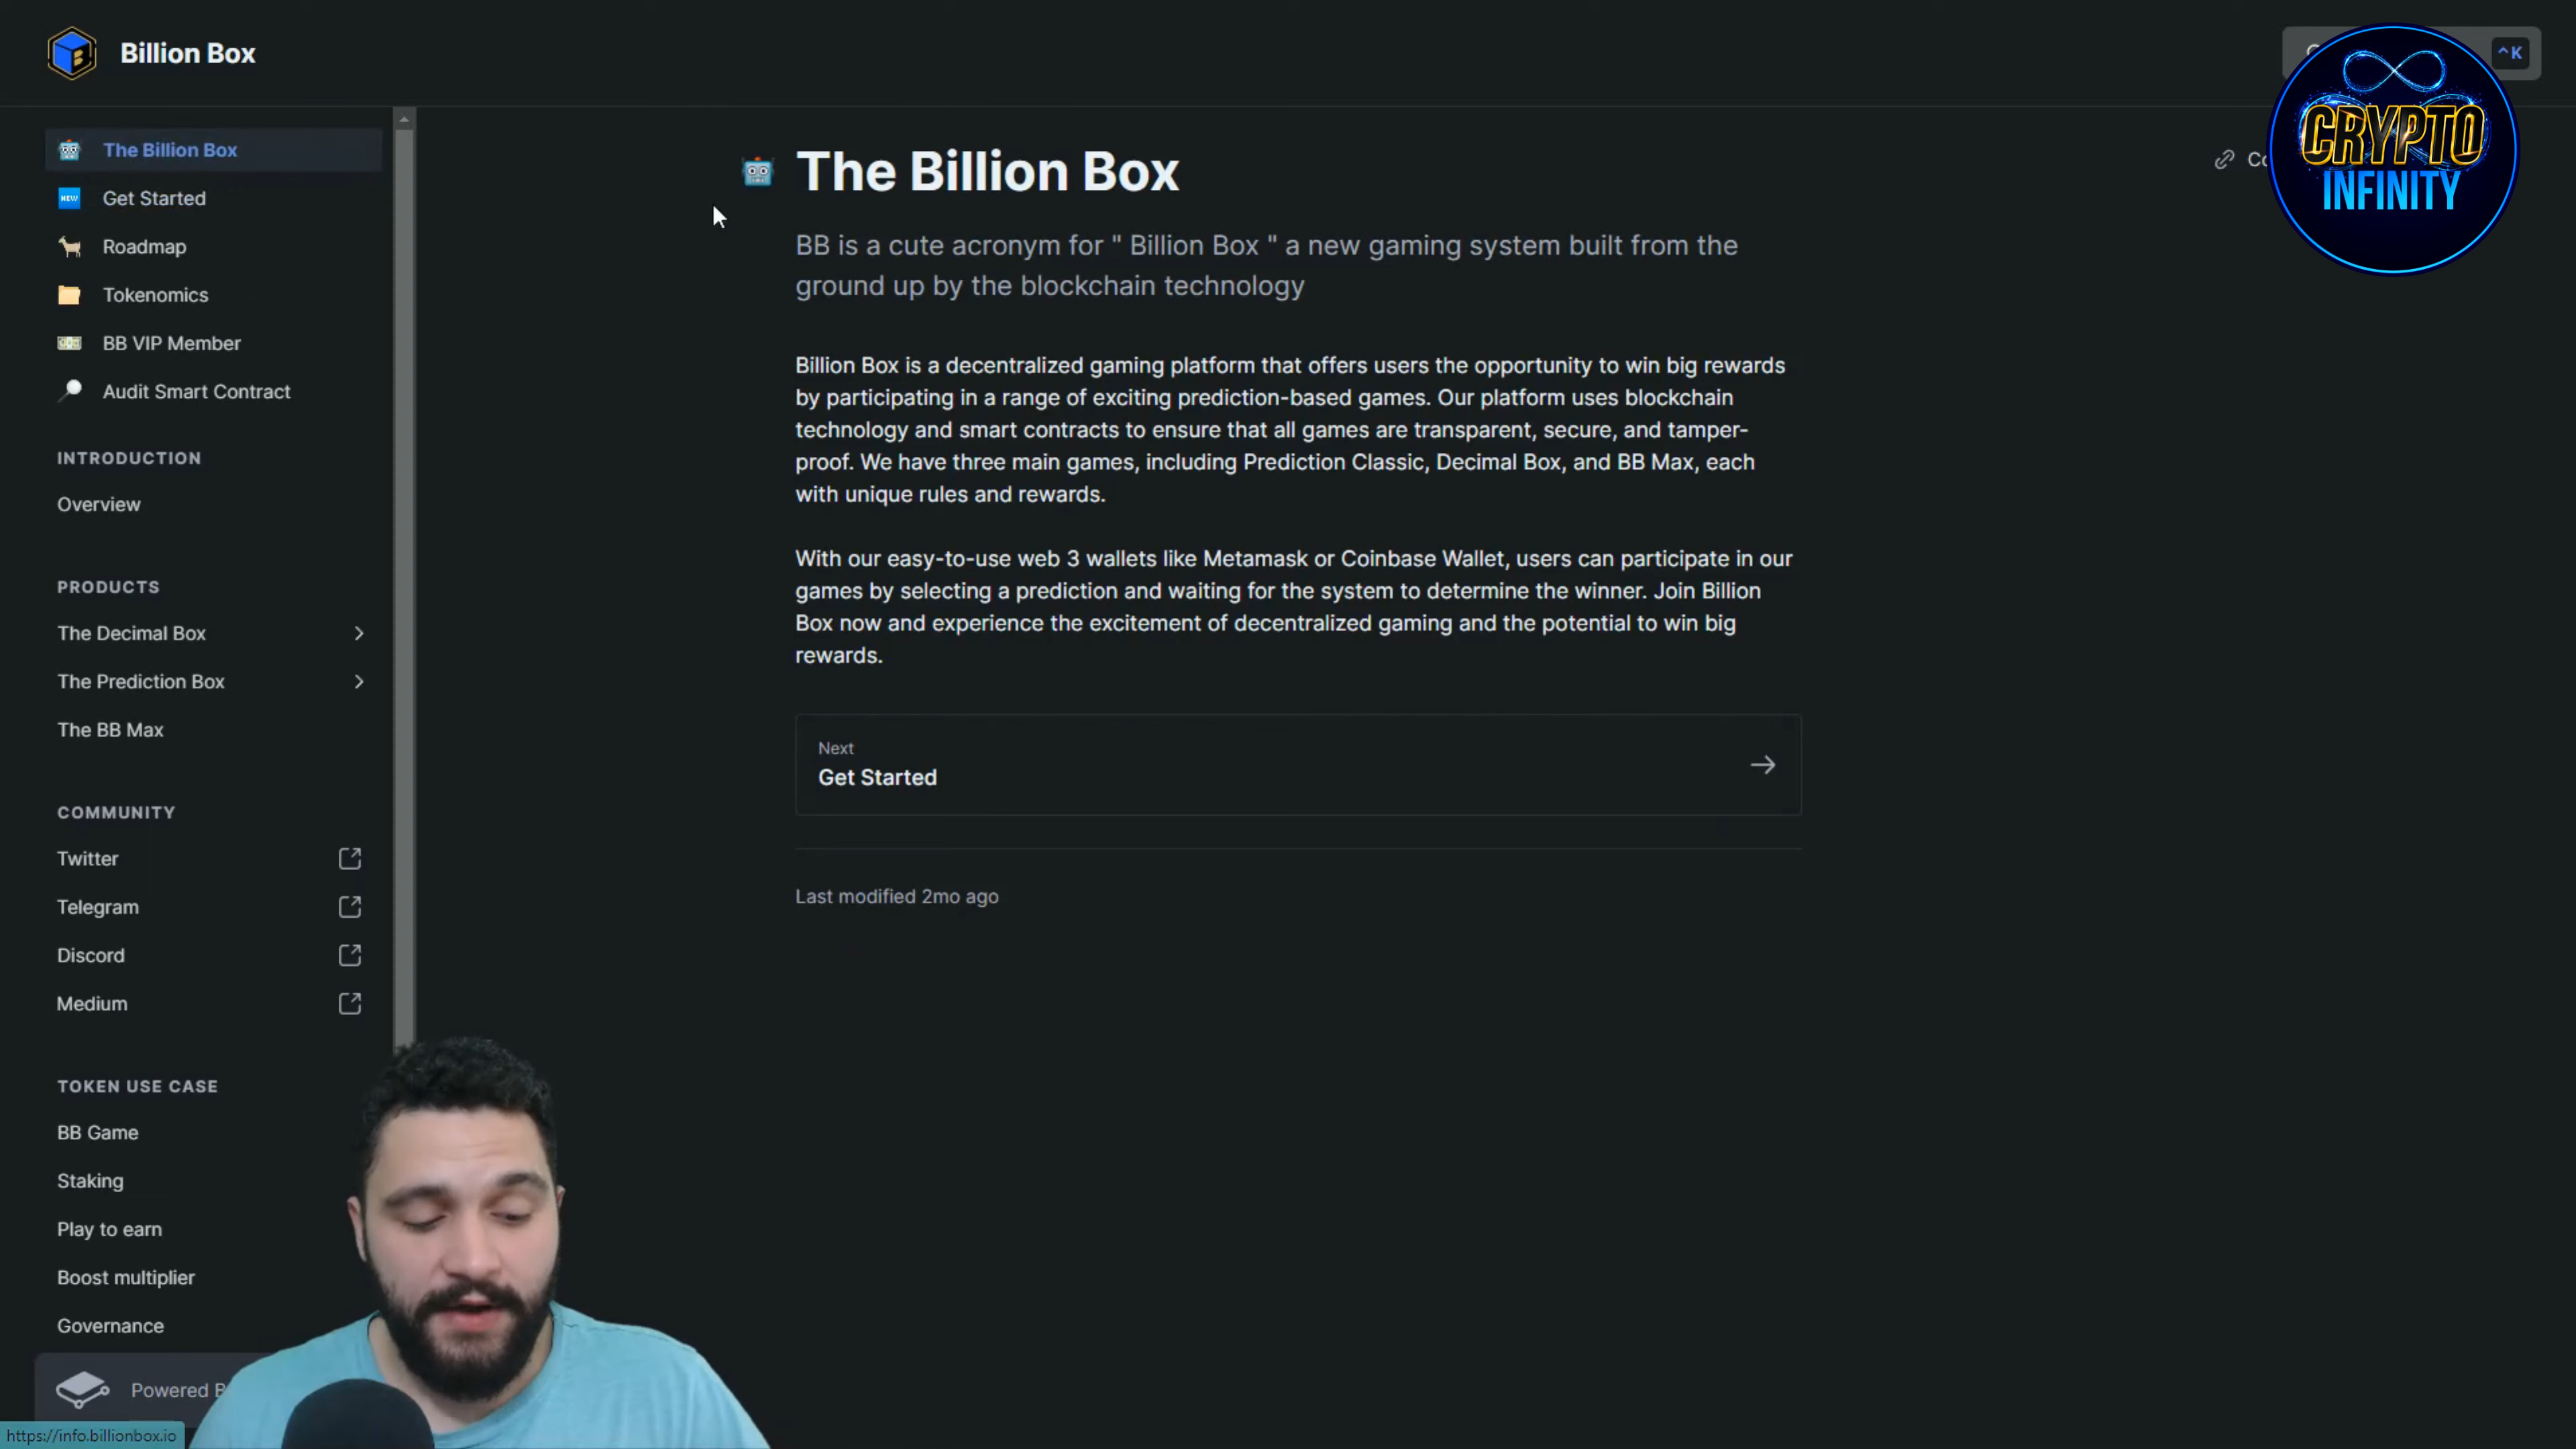 Billion Box
^K
CRYPTO
INFINITY
The Billion Box
Get Started
Roadmap
Tokenomics
BB VIP Member
Audit Smart Contract
INTRODUCTION
Overview
PRODUCTS
The Decimal Box
The Prediction Box
The BB Max
COMMUNITY
Twitter
Telegram
Discord
Medium
TOKEN USE CASE
BB Game
Staking
Play to earn
Boost multiplier
Governance
Powered
https://info.billionbox.io
The Billion Box
BB is a cute acronym for " Billion Box " a new gaming system built from the
ground up by the blockchain technology
Billion Box is a decentralized gaming platform that offers users the opportunity to win big rewards
by participating in a range of exciting prediction-based games. Our platform uses blockchain
technology and smart contracts to ensure that all games are transparent, secure, and tamper-
proof. We have three main games, including Prediction Classic, Decimal Box, and BB Max, each
with unique rules and rewards.
With our easy-to-use web 3 wallets like Metamask or Coinbase Wallet, users can participate in our
games by selecting a prediction and waiting for the system to determine the winner. Join Billion
Box now and experience the excitement of decentralized gaming and the potential to win big
rewards.
Next
Get Started
Last modified 2mo ago